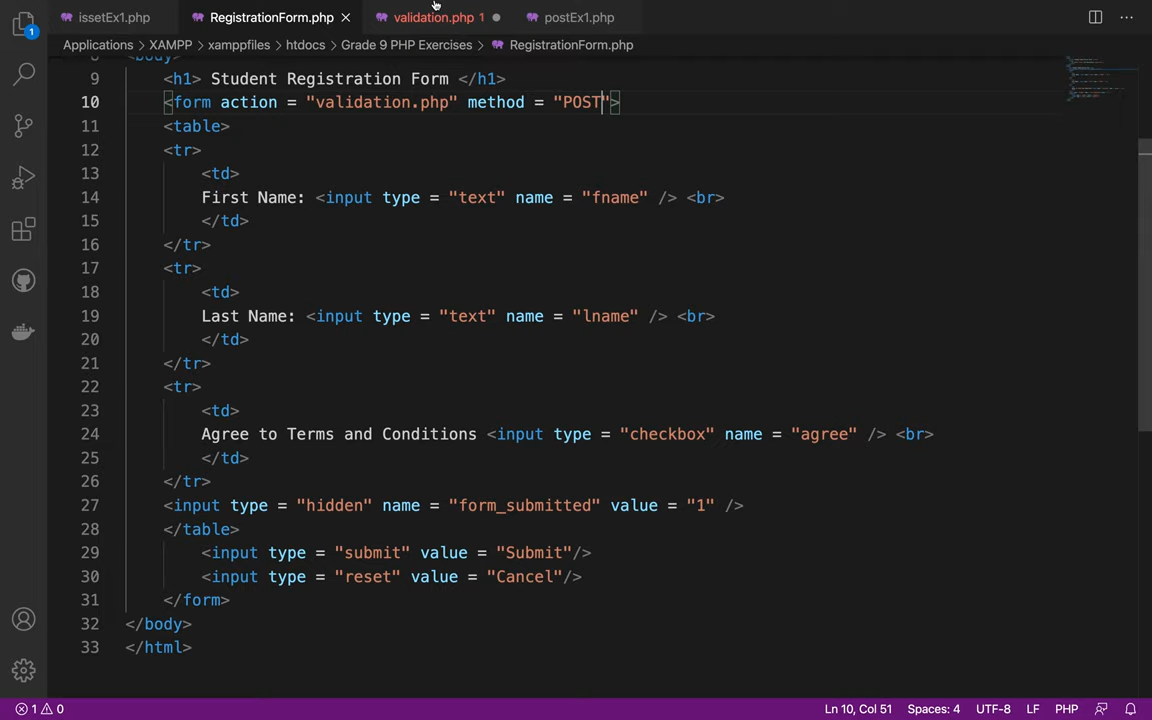 issetEx1.php RegistrationForm.php validation.php 1 postEx1.php
Applications > XAMPP > xamppfiles > htdocs > Grade 9 PHP Exercises > RegistrationForm.php
8 <body>
9 <h1> Student Registration Form </h1>
10 <form action = "validation.php" method = "POST">
11 <table>
12 <tr>
13 <td>
14 First Name: <input type = "text" name = "fname" /> <br>
15 </td>
16 </tr>
17 <tr>
18 <td>
19 Last Name: <input type = "text" name = "lname" /> <br>
20 </td>
21 </tr>
22 <tr>
23 <td>
24 Agree to Terms and Conditions <input type = "checkbox" name = "agree" /> <br>
25 </td>
26 </tr>
27 <input type = "hidden" name = "form_submitted" value = "1" />
28 </table>
29 <input type = "submit" value = "Submit"/>
30 <input type = "reset" value = "Cancel"/>
31 </form>
32 </body>
33 </html>
1
1 0 Ln 10, Col 51 Spaces: 4 UTF-8 LF PHP